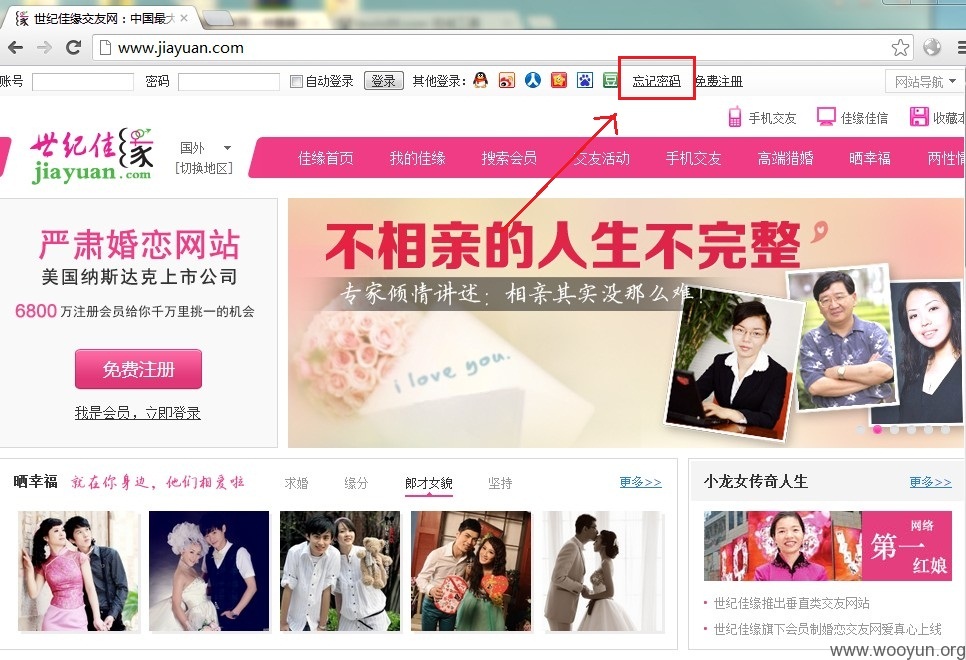 世纪佳缘交友网：中国最大
www.jiayuan.com
账号 密码 自动登录 登录 其他登录: 忘记密码 免费注册 网站导航
手机交友 佳缘佳信 收藏本
世纪佳缘
jiayuan.com
国外
[切换地区]
佳缘首页 我的佳缘 搜索会员 交友活动 手机交友 高端猎婚 晒幸福 两性情
严肃婚恋网站
美国纳斯达克上市公司
6800万注册会员给你千万里挑一的机会
免费注册
我是会员，立即登录
不相亲的人生不完整
专家倾情讲述：相亲其实没那么难！
i love you.
晒幸福 就在你身边，他们相爱啦 求婚 缘分 郎才女貌 坚持 更多>>
小龙女传奇人生 更多>>
网络
第一
红娘
世纪佳缘推出垂直类交友网站
世纪佳缘旗下会员制婚恋交友网爱真心上线
www.wooyun.org